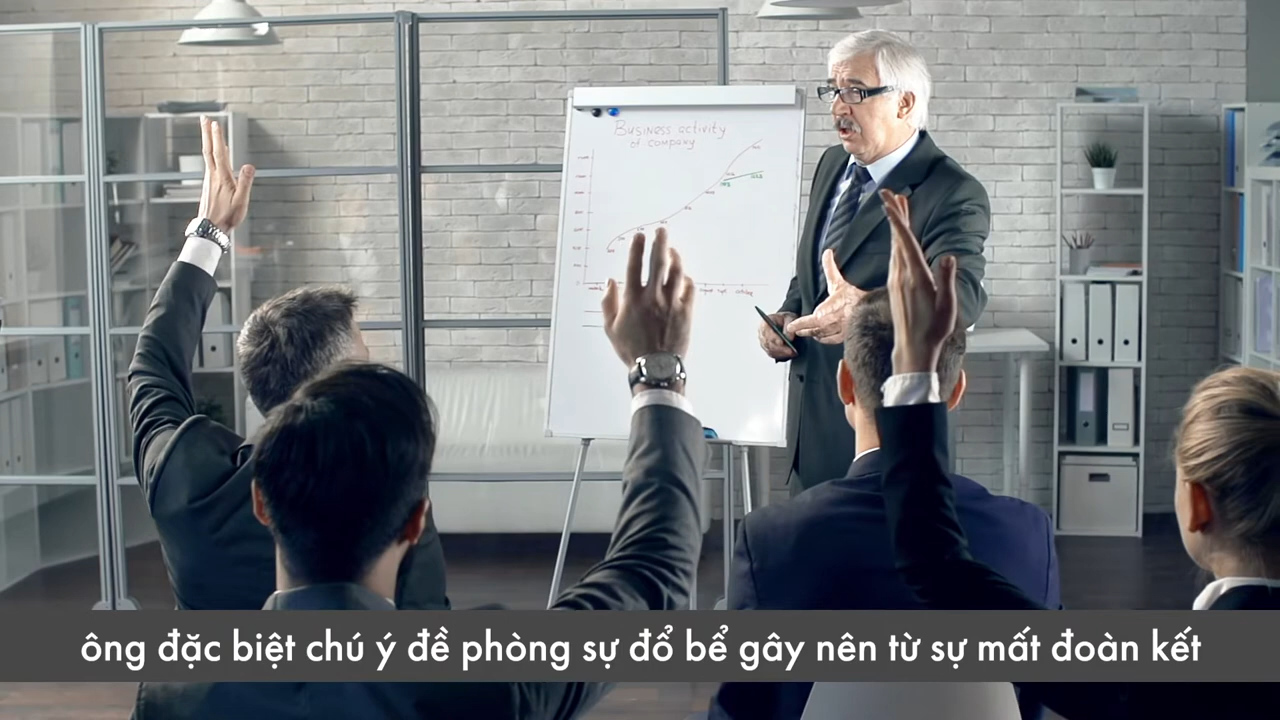 Business activity
of company
ông đặc biệt chú ý đề phòng sự đổ bể gây nên từ sự mất đoàn kết